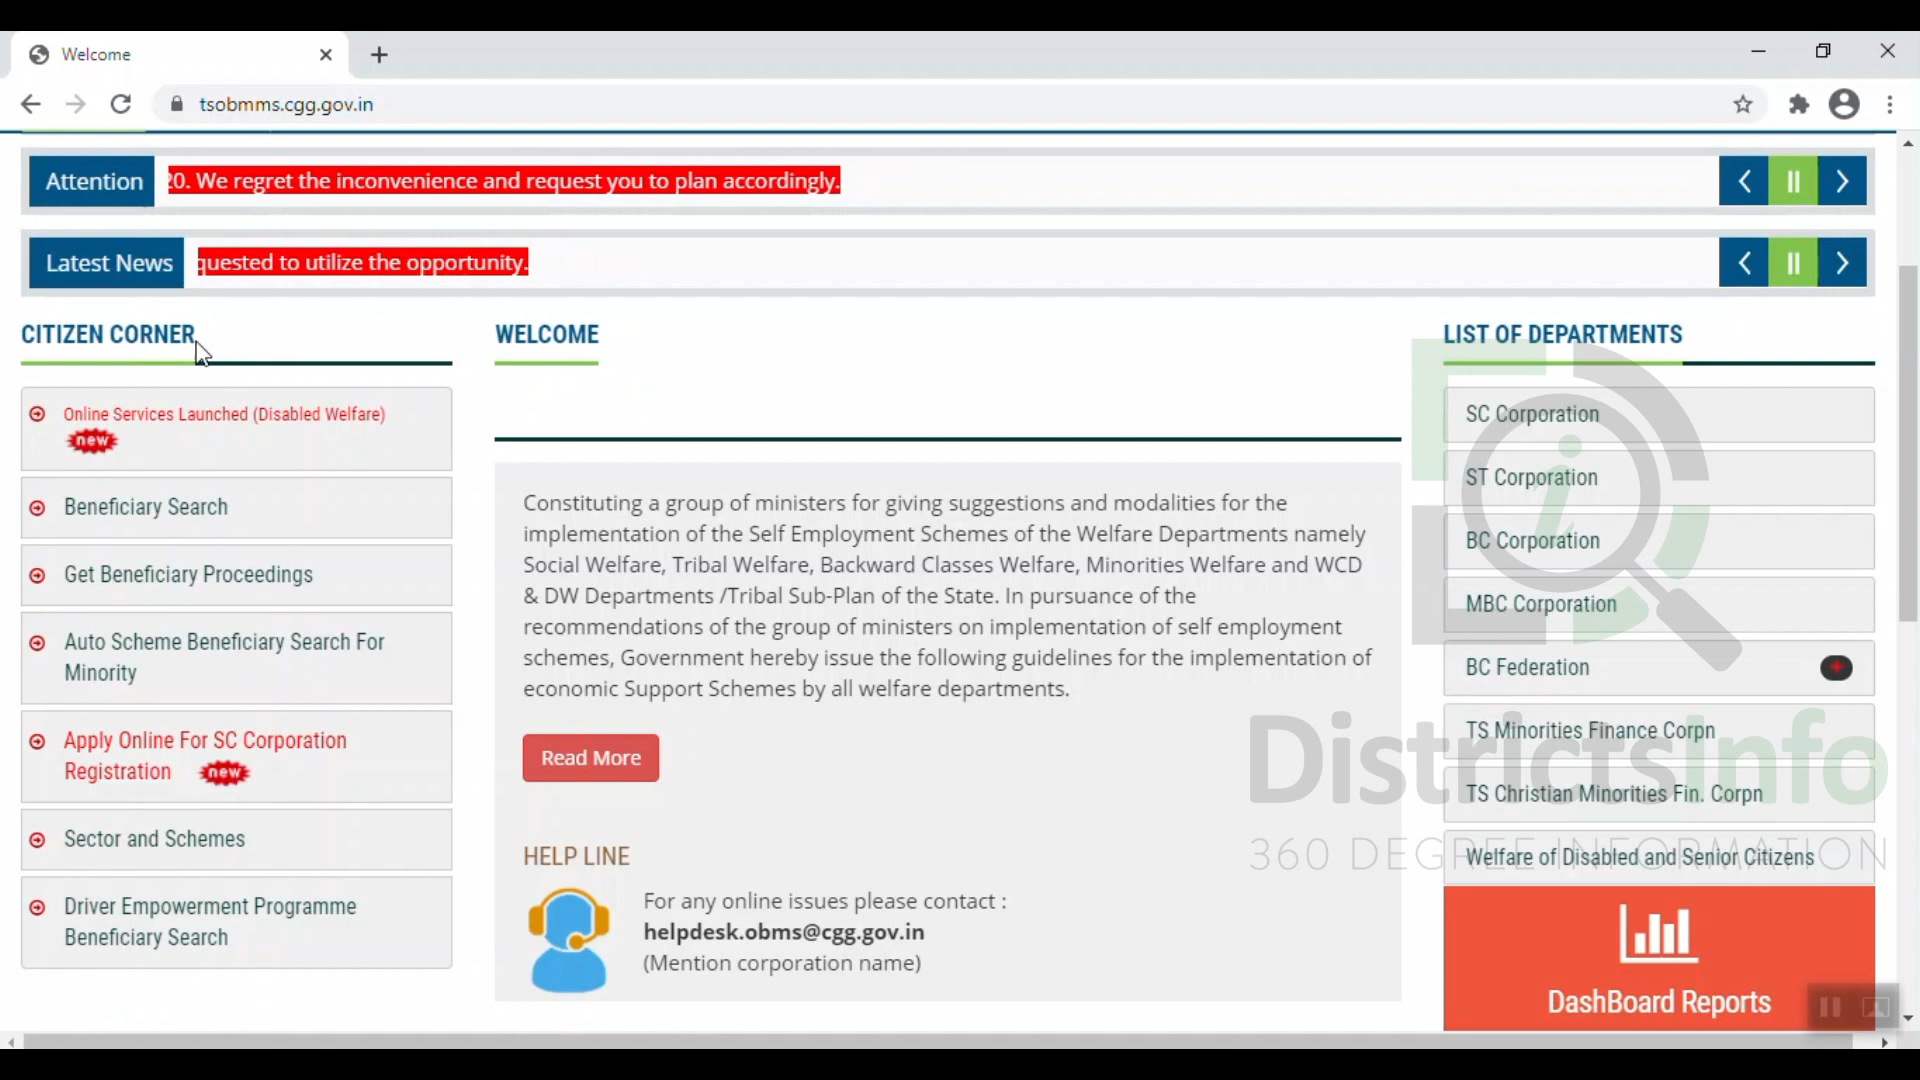 Welcome
tsobmms.cgg.gov.in
Attention
20. We regret the inconvenience and request you to plan accordingly.
Latest News
quested to utilize the opportunity.
CITIZEN CORNER
Online Services Launched (Disabled Welfare)
new
Beneficiary Search
Get Beneficiary Proceedings
Auto Scheme Beneficiary Search For
Minority
Apply Online For SC Corporation
Registration new
Sector and Schemes
Driver Empowerment Programme
Beneficiary Search
WELCOME
Constituting a group of ministers for giving suggestions and modalities for the
implementation of the Self Employment Schemes of the Welfare Departments namely
Social Welfare, Tribal Welfare, Backward Classes Welfare, Minorities Welfare and WCD
& DW Departments /Tribal Sub-Plan of the State. In pursuance of the
recommendations of the group of ministers on implementation of self employment
schemes, Government hereby issue the following guidelines for the implementation of
economic Support Schemes by all welfare departments.
Read More
HELP LINE
For any online issues please contact :
helpdesk.obms@cgg.gov.in
(Mention corporation name)
LIST OF DEPARTMENTS
SC Corporation
ST Corporation
BC Corporation
MBC Corporation
BC Federation
TS Minorities Finance Corpn
TS Christian Minorities Fin. Corpn
Welfare of Disabled and Senior Citizens
DashBoard Reports
DistrictsInfo
360 DEGREE INFORMATION